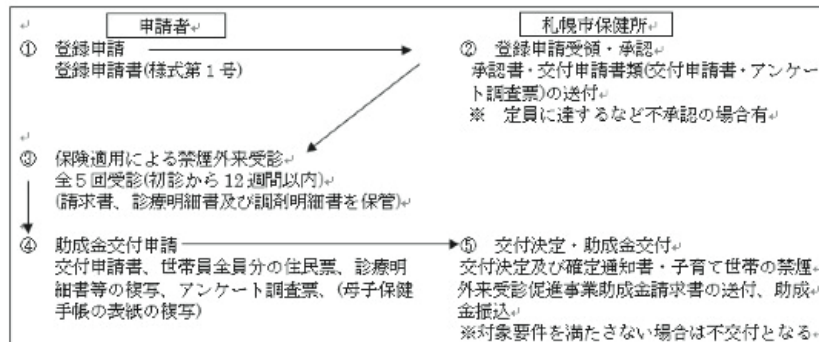 申請者
札幌市保健所
① 登録申請
登録申請書(様式第1号)
② 登録申請受領・承認
承認書・交付申請書類(交付申請書・アンケー
ト調査票)の送付
※ 定員に達するなど不承認の場合有
③ 保険適用による禁煙外来受診
全5回受診(初診から12週間以内)
(請求書、診療明細書及び調剤明細書を保管)
④ 助成金交付申請
交付申請書、世帯員全員分の住民票、診療明
細書等の複写、アンケート調査票、(母子保健
手帳の表紙の複写)
⑤ 交付決定・助成金交付
交付決定及び確定通知書・子育て世帯の禁煙
外来受診促進事業助成金請求書の送付、助成
金振込
※対象要件を満たさない場合は不交付となる